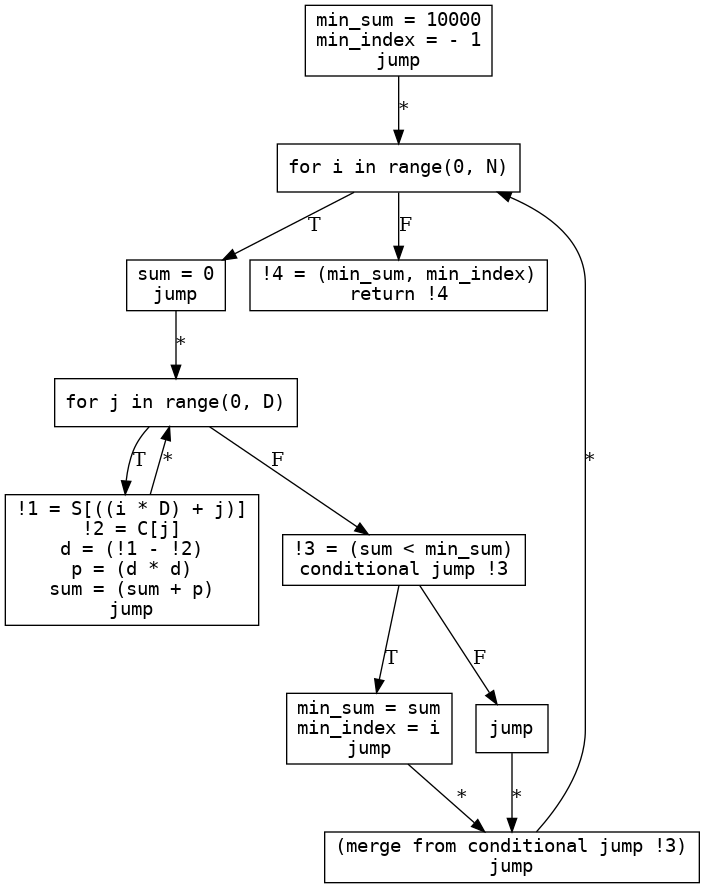 min_sum = 10000
min_index = - 1
jump
*
for i in range(0, N)
T
F
sum = 0
jump
!4 = (min_sum, min_index)
return !4
*
for j in range(0, D)
T
*
F
*
!1 = S[((i * D) + j)]
!2 = C[j]
d = (!1 - !2)
p = (d * d)
sum = (sum + p)
jump
!3 = (sum < min_sum)
conditional jump !3
T
F
min_sum = sum
min_index = i
jump
jump
*
*
(merge from conditional jump !3)
jump